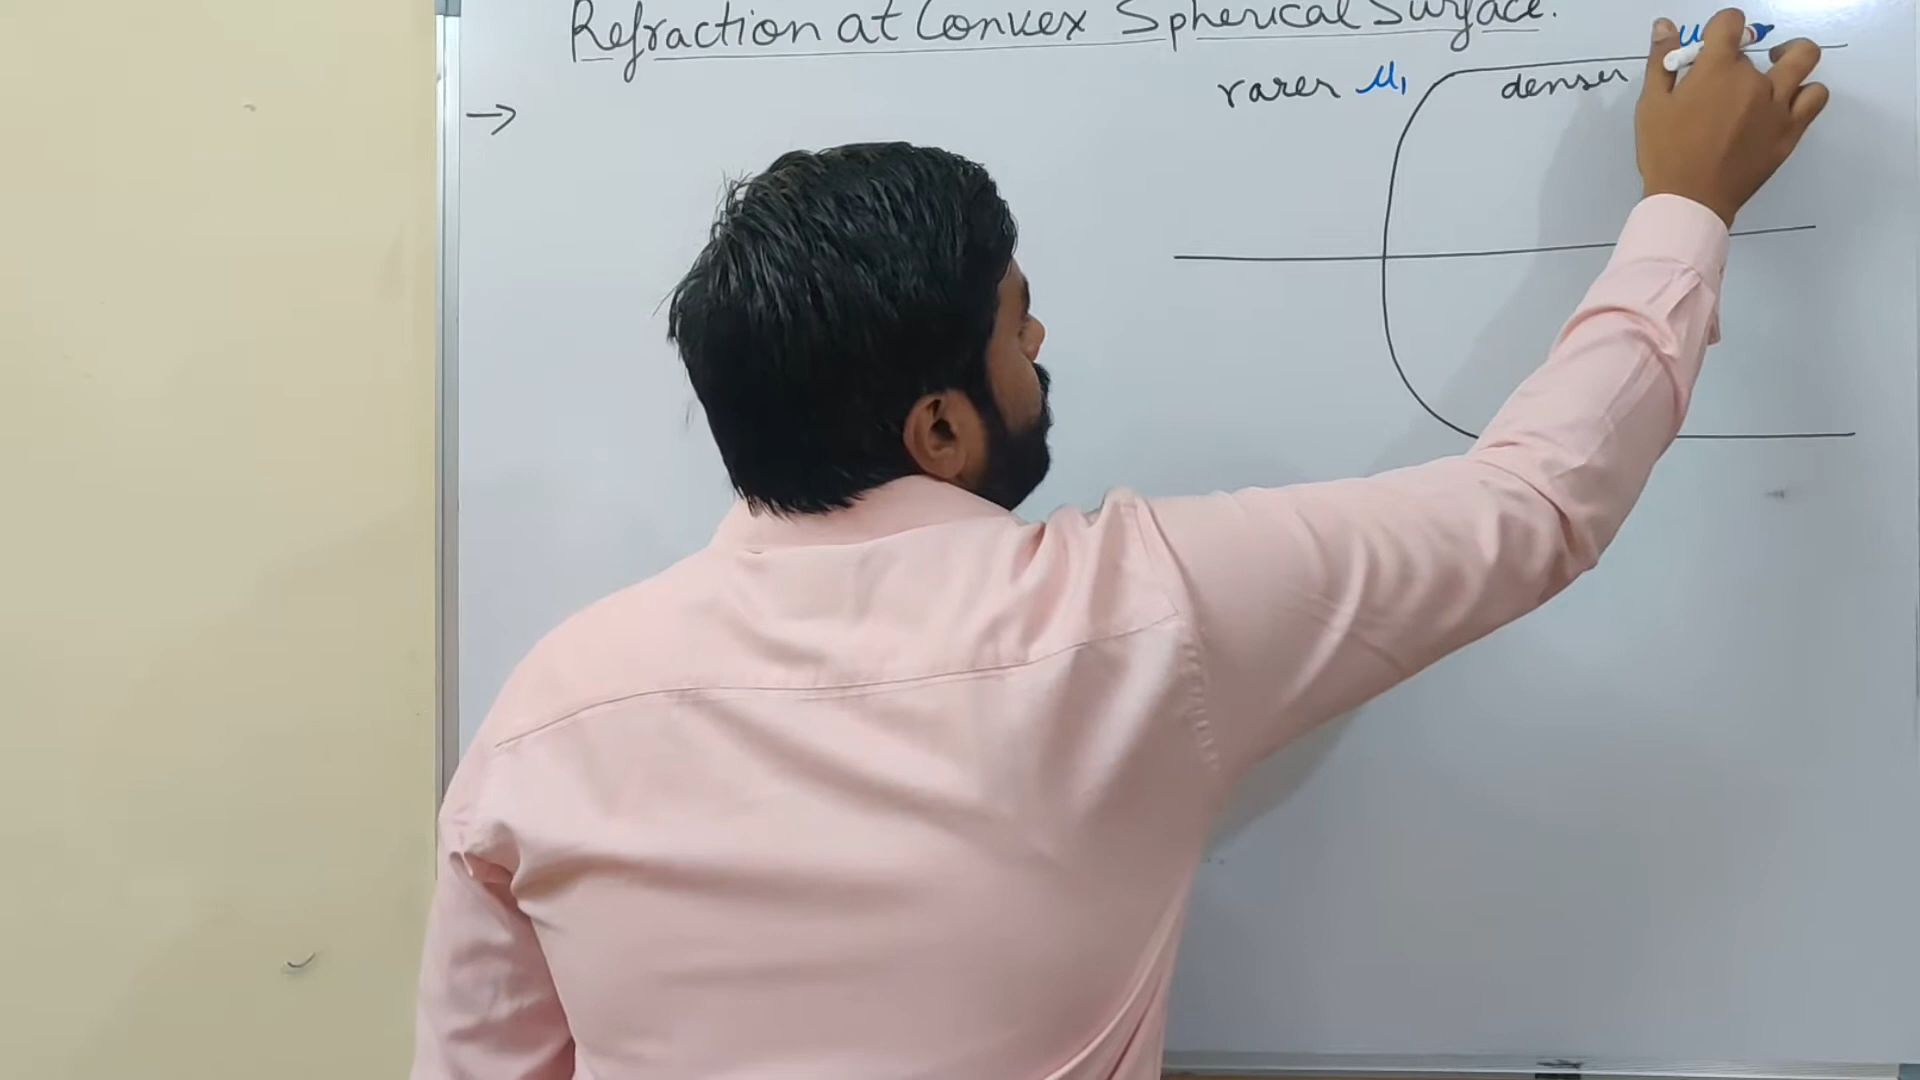 Refraction at Convex Spherical Surface.
rarer μ₁
denser